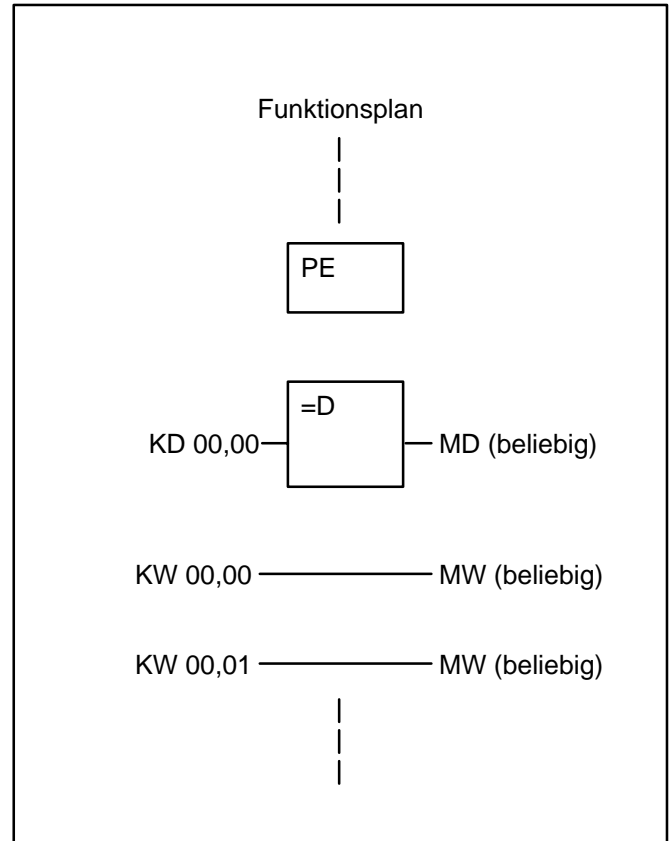 Funktionsplan
PE
=D
KD 00,00 MD (beliebig)
KW 00,00 MW (beliebig)
KW 00,01 MW (beliebig)